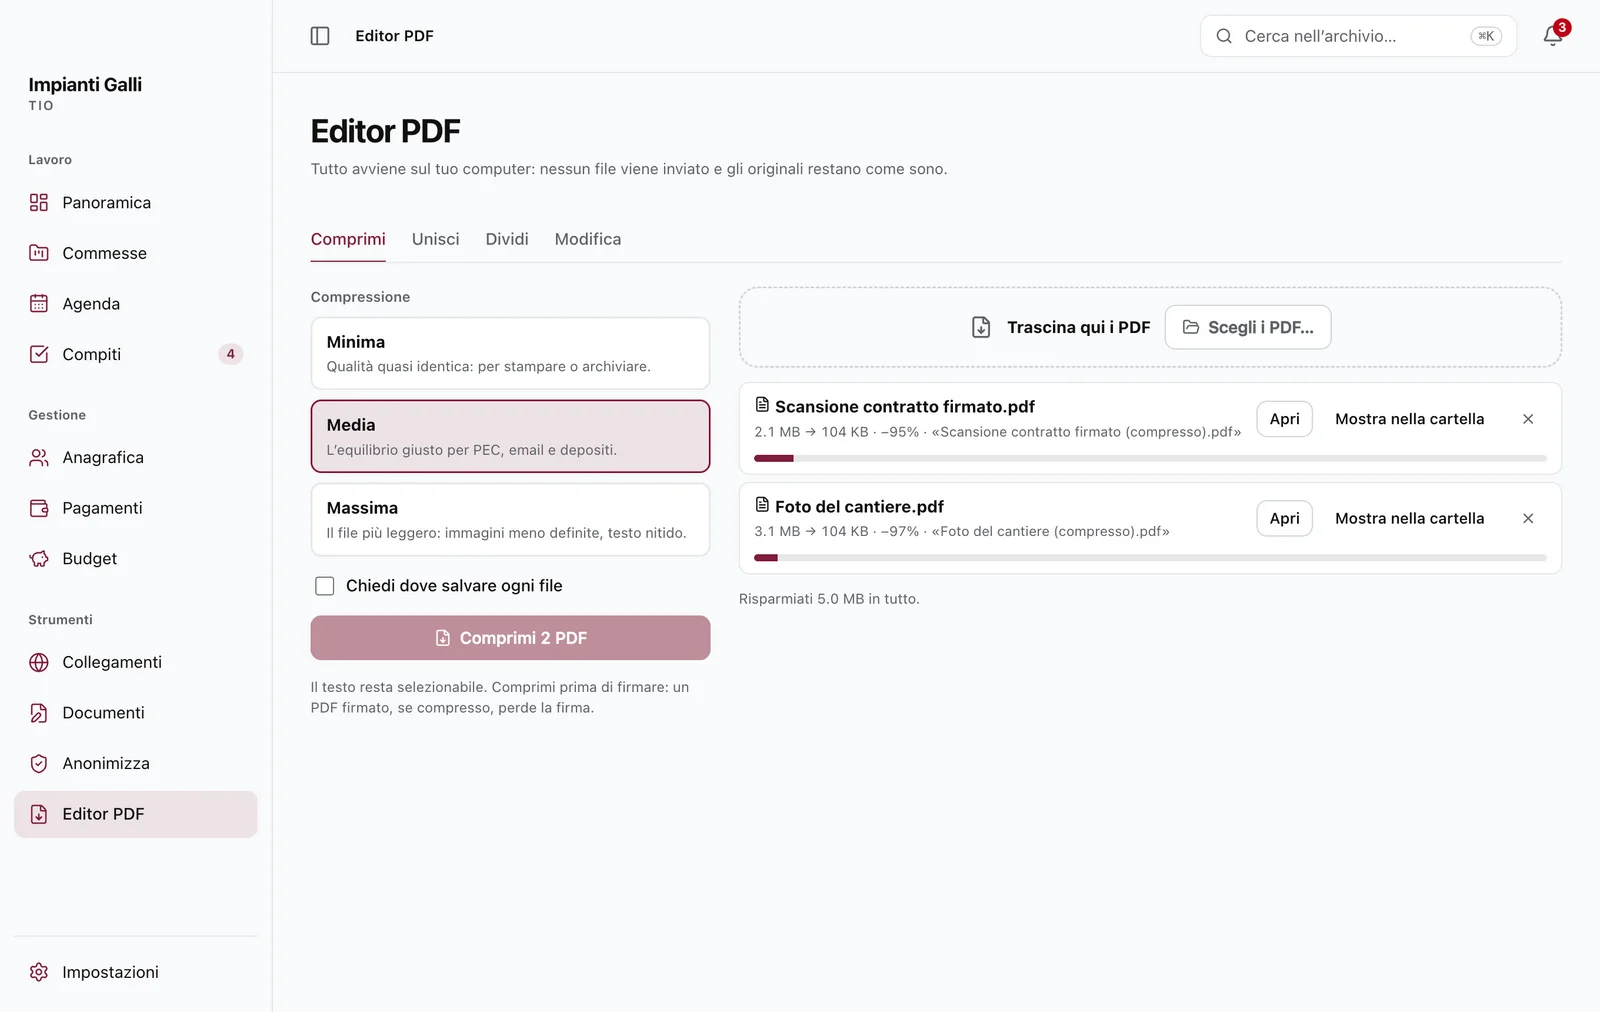 Impianti Galli
TIO
Lavoro
Panoramica
Commesse
Agenda
Compiti 4
Gestione
Anagrafica
Pagamenti
Budget
Strumenti
Collegamenti
Documenti
Anonimizza
Editor PDF
Impostazioni
Editor PDF
Cerca nell'archivio... ⌘K
3
Editor PDF
Tutto avviene sul tuo computer: nessun file viene inviato e gli originali restano come sono.
Comprimi Unisci Dividi Modifica
Compressione
Minima
Qualità quasi identica: per stampare o archiviare.
Media
L'equilibrio giusto per PEC, email e depositi.
Massima
Il file più leggero: immagini meno definite, testo nitido.
Chiedi dove salvare ogni file
Comprimi 2 PDF
Il testo resta selezionabile. Comprimi prima di firmare: un
PDF firmato, se compresso, perde la firma.
Trascina qui i PDF Scegli i PDF...
Scansione contratto firmato.pdf
2.1 MB → 104 KB · −95% · «Scansione contratto firmato (compresso).pdf»
Apri Mostra nella cartella
Foto del cantiere.pdf
3.1 MB → 104 KB · −97% · «Foto del cantiere (compresso).pdf»
Apri Mostra nella cartella
Risparmiati 5.0 MB in tutto.